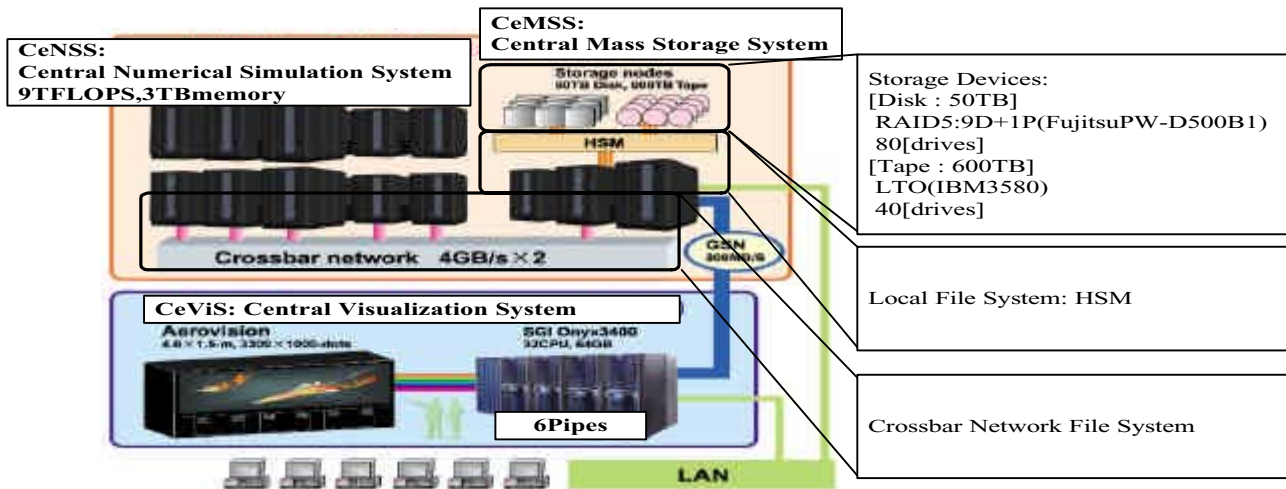 CeMSS:
Central Mass Storage System
CeNSS:
Central Numerical Simulation System
9TFLOPS,3TBmemory
Storage nodes
Disk, Tape
HSM
Crossbar network 4GB/s×2
GSN
Storage Devices:
[Disk : 50TB]
RAID5:9D+1P(FujitsuPW-D500B1)
80[drives]
[Tape : 600TB]
LTO(IBM3580)
40[drives]
Local File System: HSM
Crossbar Network File System
CeViS: Central Visualization System
Aerovision
SGI Onyx3400
32CPU, 64GB
6Pipes
LAN